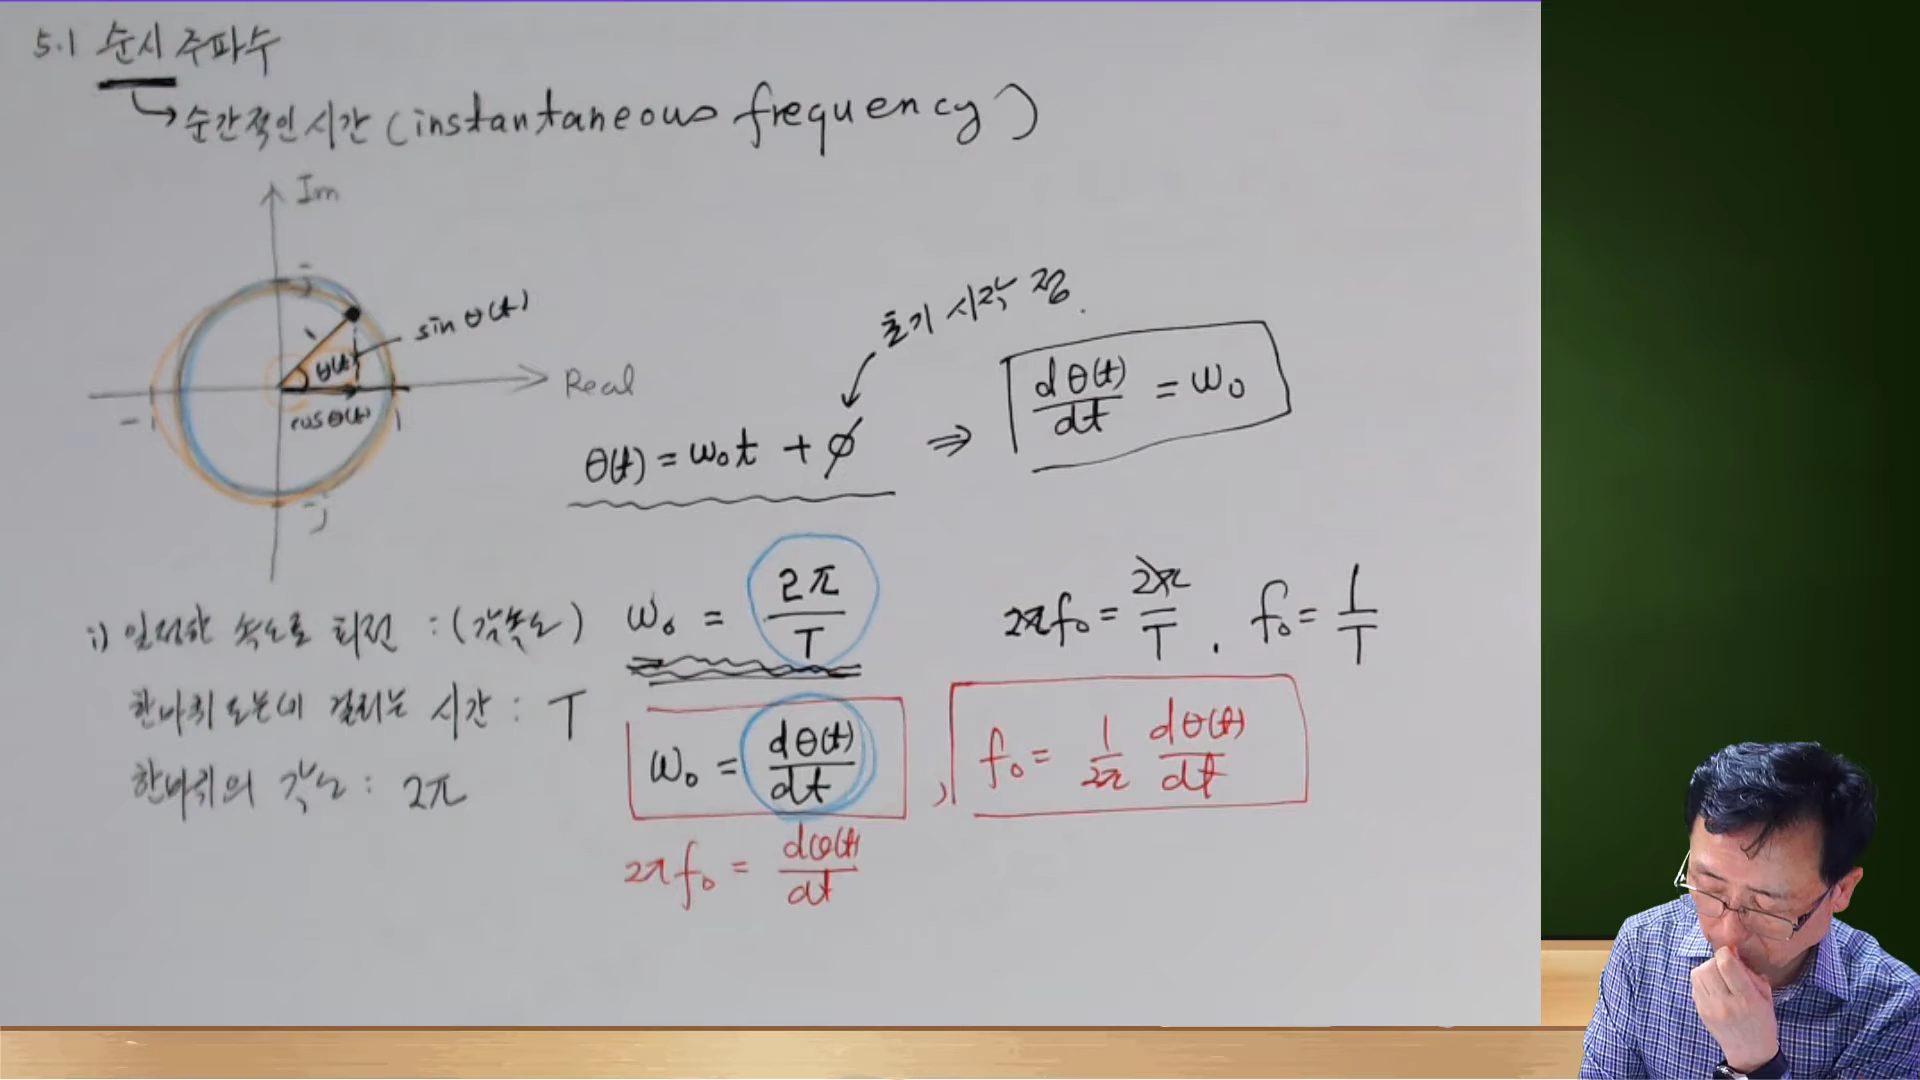 5.1 순시 주파수
순간적인 시간 (instantaneous frequency)
Im
j
sin θ(t)
1
θ(t)
Real
-1
cos θ(t)
1
-j
초기 시작점.
θ(t) = ω₀t + ϕ ⇒ dθ(t)/dt = ω₀
i) 일정한 속도로 회전 : (각속도) ω₀ = 2π/T
2πf₀ = 2π/T . f₀ = 1/T
한바퀴 도는데 걸리는 시간 : T
ω₀ = dθ(t)/dt , f₀ = 1/2π dθ(t)/dt
한바퀴의 각도 : 2π
2πf₀ = dθ(t)/dt